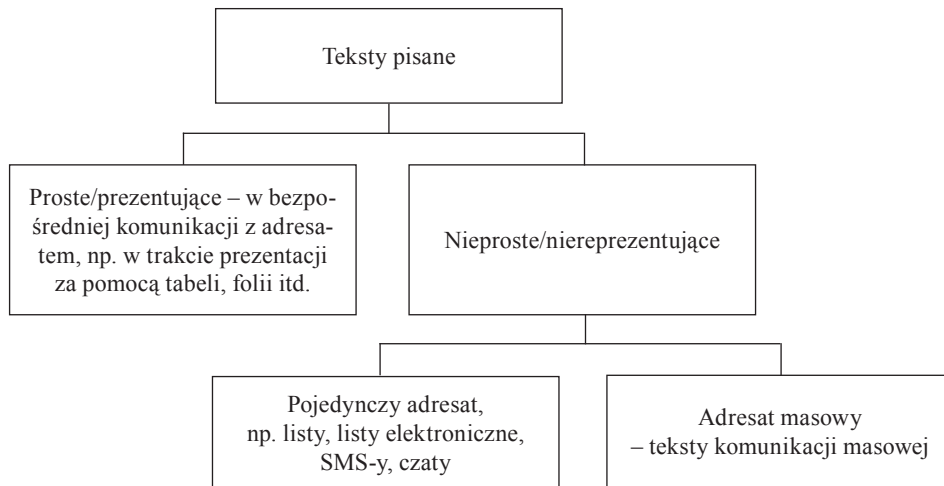 Teksty pisane
Proste/prezentujące – w bezpo-
średniej komunikacji z adresa-
tem, np. w trakcie prezentacji
za pomocą tabeli, folii itd.
Nieproste/niereprezentujące
Pojedynczy adresat,
np. listy, listy elektroniczne,
SMS-y, czaty
Adresat masowy
– teksty komunikacji masowej